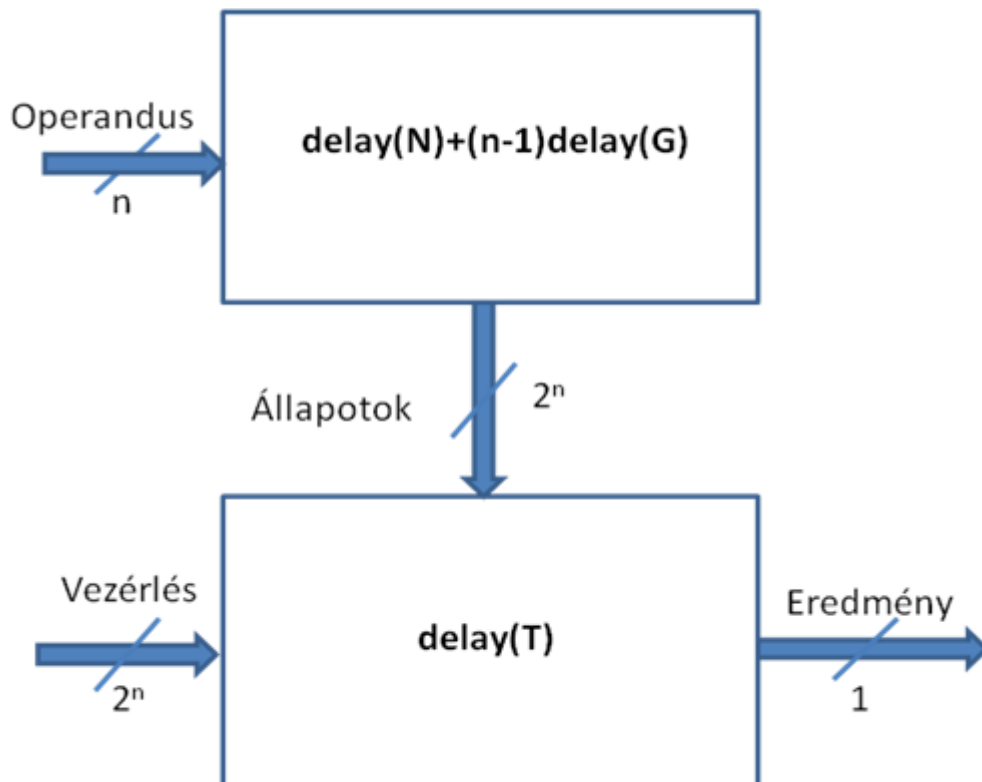 Operandus
n
delay(N)+(n-1)delay(G)
Állapotok
2ⁿ
Vezérlés
2ⁿ
delay(T)
Eredmény
1